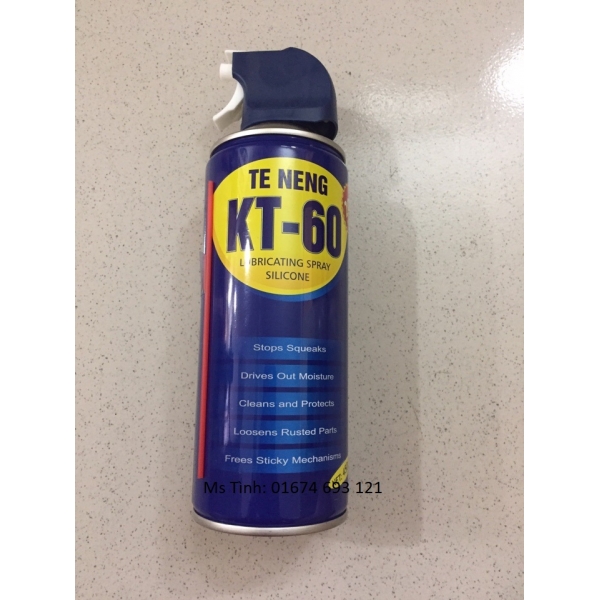 TE NENG
KT-60
LUBRICATING SPRAY
SILICONE
Stops Squeaks
Drives Out Moisture
Cleans and Protects
Loosens Rusted Parts
Frees Sticky Mechanisms
Ms Tinh: 01674 693 121